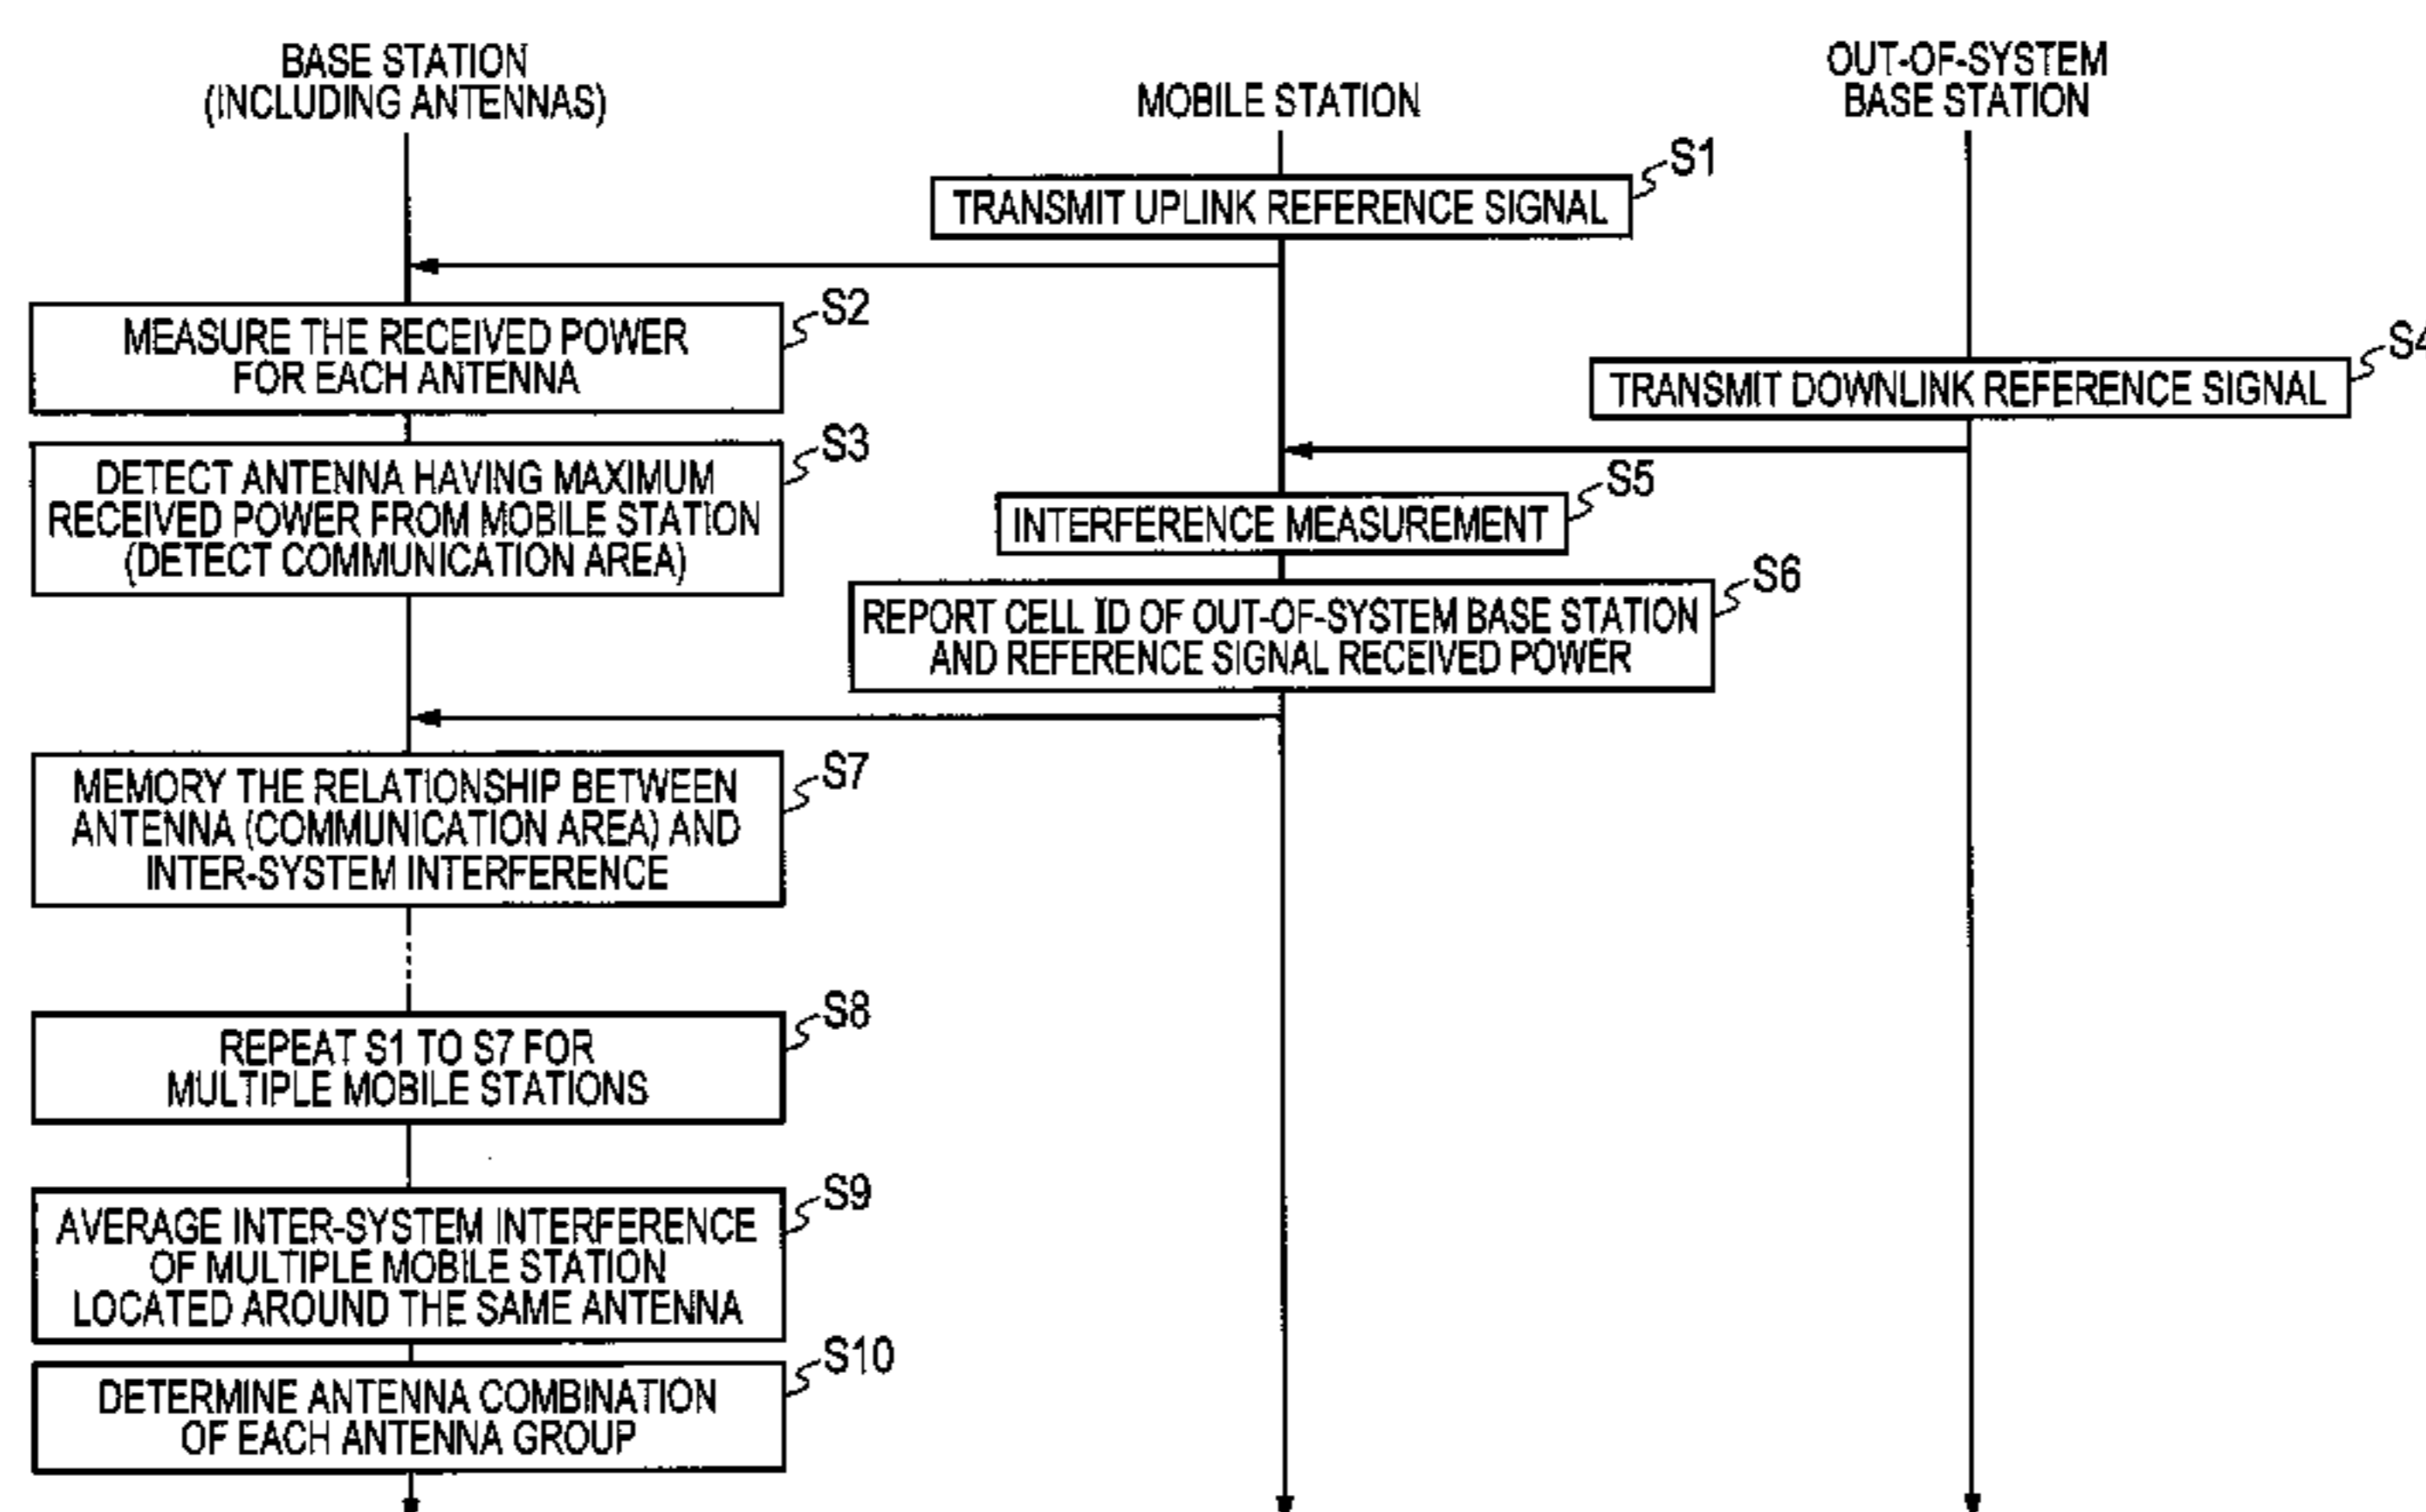 BASE STATION
(INCLUDING ANTENNAS)
MOBILE STATION
OUT-OF-SYSTEM
BASE STATION
S1
TRANSMIT UPLINK REFERENCE SIGNAL
S2
MEASURE THE RECEIVED POWER
FOR EACH ANTENNA
S4
TRANSMIT DOWNLINK REFERENCE SIGNAL
S3
DETECT ANTENNA HAVING MAXIMUM
RECEIVED POWER FROM MOBILE STATION
(DETECT COMMUNICATION AREA)
S5
INTERFERENCE MEASUREMENT
S6
REPORT CELL ID OF OUT-OF-SYSTEM BASE STATION
AND REFERENCE SIGNAL RECEIVED POWER
S7
MEMORY THE RELATIONSHIP BETWEEN
ANTENNA (COMMUNICATION AREA) AND
INTER-SYSTEM INTERFERENCE
S8
REPEAT S1 TO S7 FOR
MULTIPLE MOBILE STATIONS
S9
AVERAGE INTER-SYSTEM INTERFERENCE
OF MULTIPLE MOBILE STATION
LOCATED AROUND THE SAME ANTENNA
S10
DETERMINE ANTENNA COMBINATION
OF EACH ANTENNA GROUP